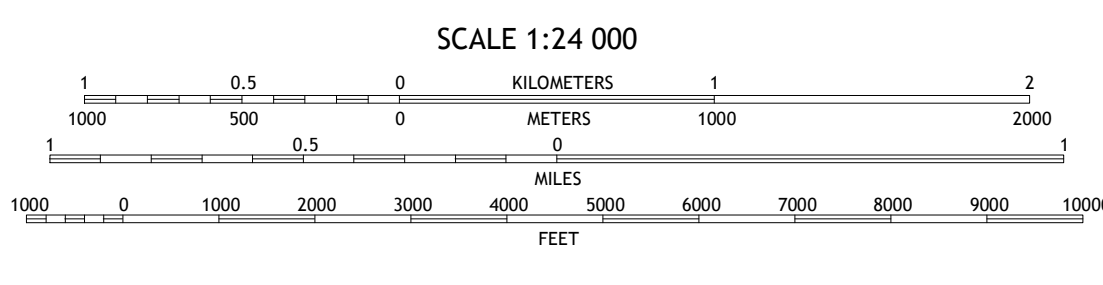 SCALE 1:24 000
1 0.5 0 KILOMETERS 1 2
1000 500 0 METERS 1000 2000
1 0.5 0 1
MILES
1000 0 1000 2000 3000 4000 5000 6000 7000 8000 9000 10000
FEET